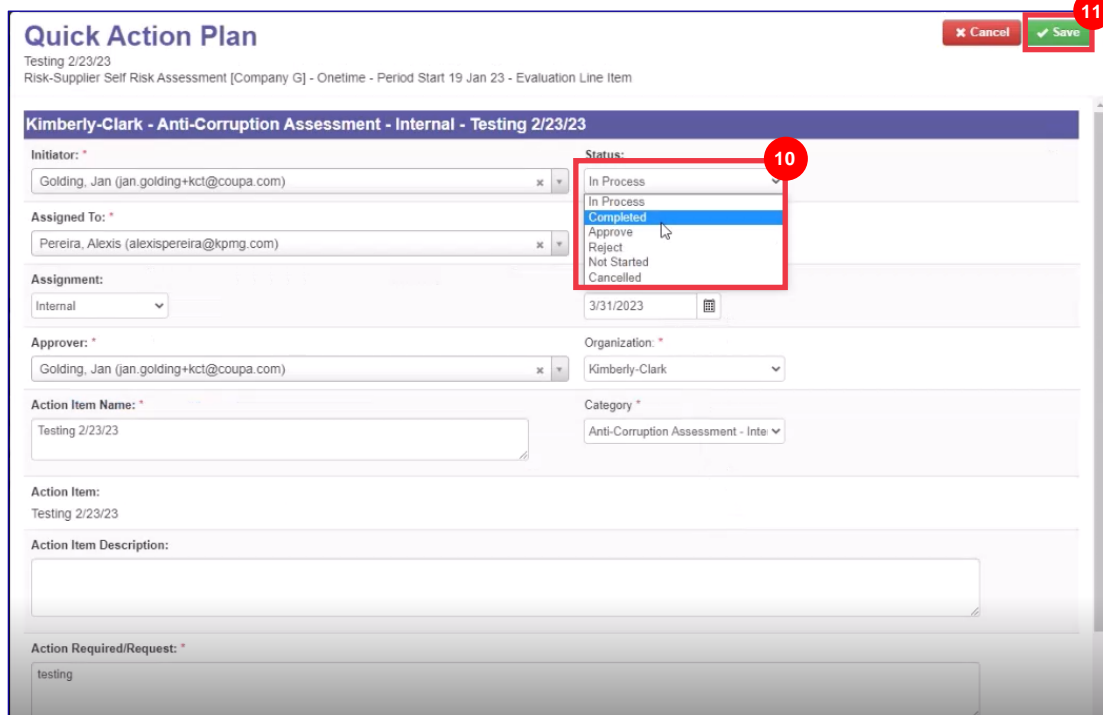 11
Quick Action Plan
Cancel
Save
Testing 2/23/23
Risk-Supplier Self Risk Assessment [Company G] - Onetime - Period Start 19 Jan 23 - Evaluation Line Item
Kimberly-Clark - Anti-Corruption Assessment - Internal - Testing 2/23/23
Initiator: *
Status:
10
Golding, Jan (jan.golding+kct@coupa.com)
In Process
In Process
Completed
Approve
Reject
Not Started
Cancelled
Assigned To: *
Pereira, Alexis (alexispereira@kpmg.com)
Assignment:
Internal
3/31/2023
Approver: *
Organization: *
Golding, Jan (jan.golding+kct@coupa.com)
Kimberly-Clark
Action Item Name: *
Category *
Testing 2/23/23
Anti-Corruption Assessment - Inte
Action Item:
Testing 2/23/23
Action Item Description:
Action Required/Request: *
testing